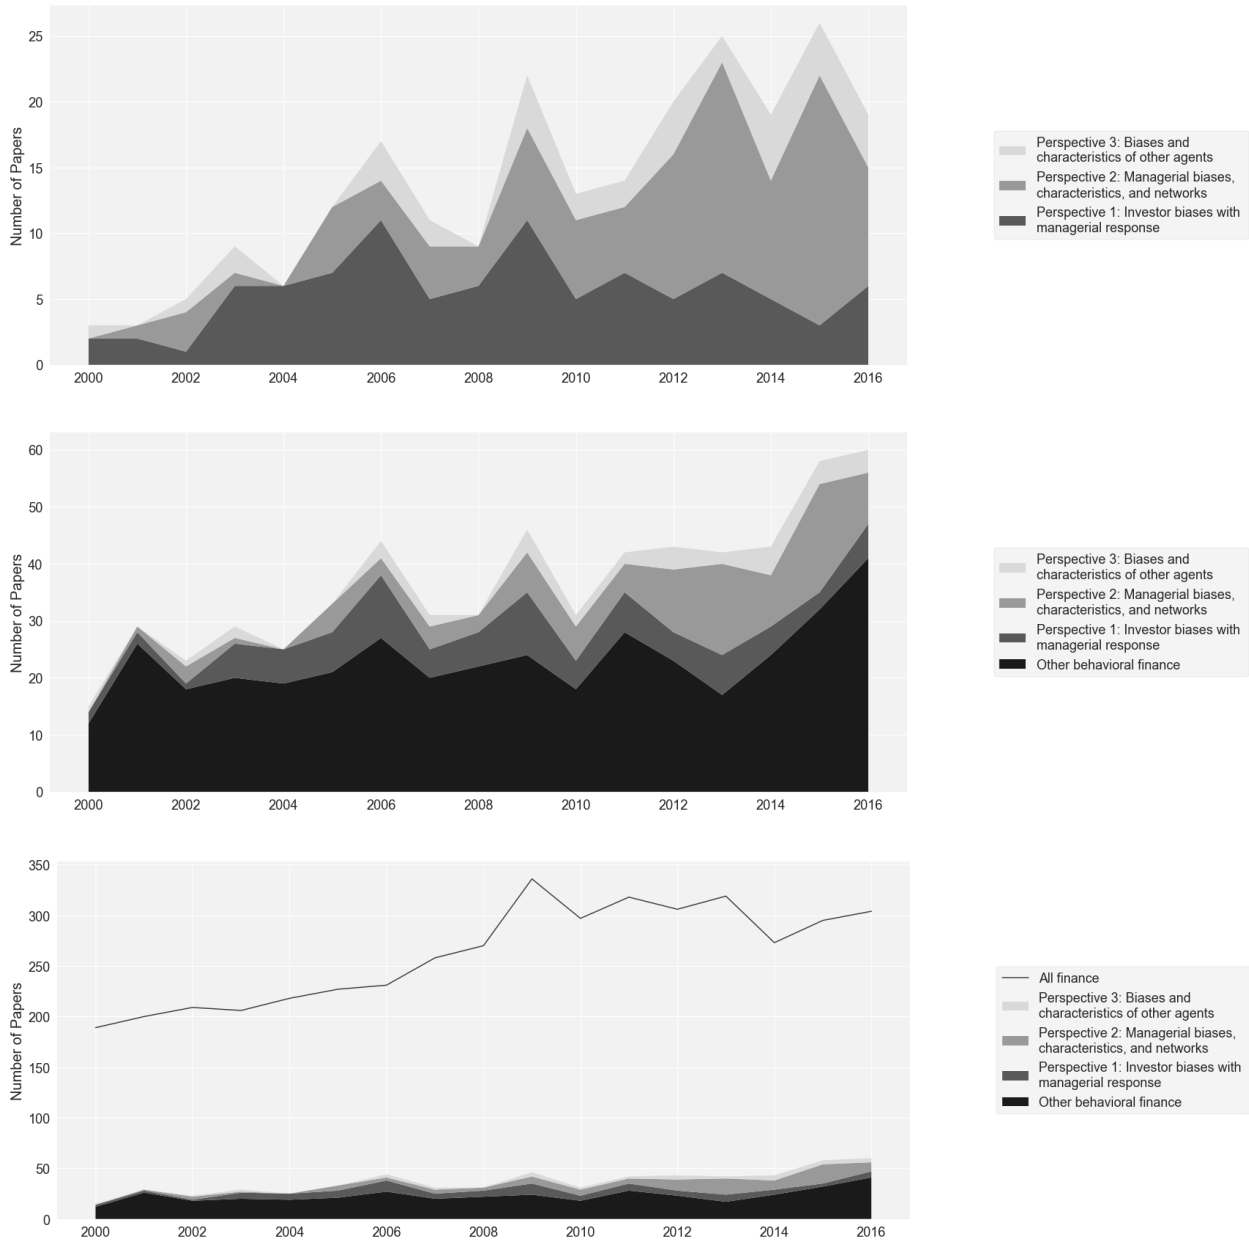 25
20
15
10
5
0
Number of Papers
2000 2002 2004 2006 2008 2010 2012 2014 2016
Perspective 3: Biases and
characteristics of other agents
Perspective 2: Managerial biases,
characteristics, and networks
Perspective 1: Investor biases with
managerial response
60
50
40
30
20
10
0
Number of Papers
2000 2002 2004 2006 2008 2010 2012 2014 2016
Perspective 3: Biases and
characteristics of other agents
Perspective 2: Managerial biases,
characteristics, and networks
Perspective 1: Investor biases with
managerial response
Other behavioral finance
350
300
250
200
150
100
50
0
Number of Papers
2000 2002 2004 2006 2008 2010 2012 2014 2016
All finance
Perspective 3: Biases and
characteristics of other agents
Perspective 2: Managerial biases,
characteristics, and networks
Perspective 1: Investor biases with
managerial response
Other behavioral finance